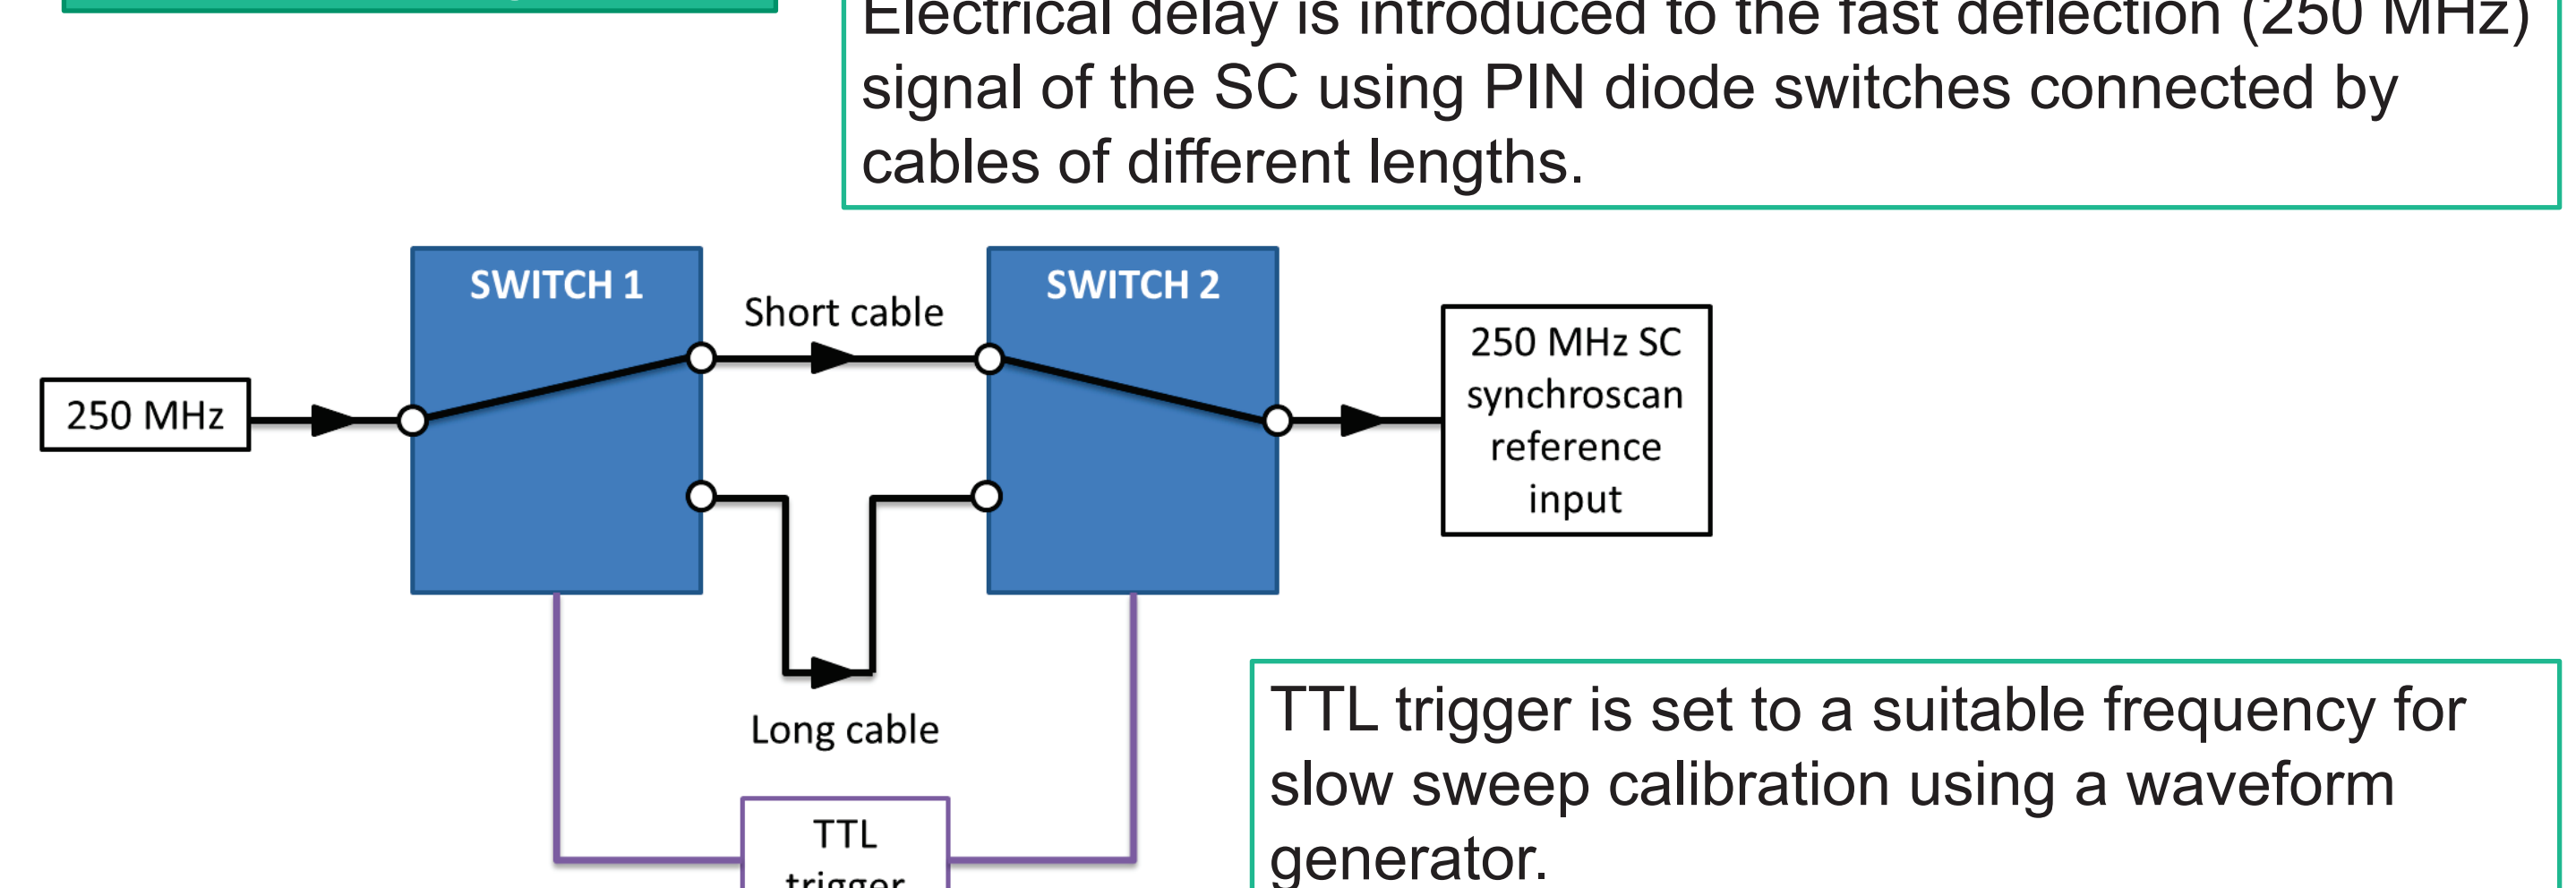 Electrical delay is introduced to the fast deflection (250 MHz)
signal of the SC using PIN diode switches connected by
cables of different lengths.
SWITCH 1
SWITCH 2
Short cable
250 MHz
250 MHz SC
synchroscan
reference
input
Long cable
TTL
trigger
TTL trigger is set to a suitable frequency for
slow sweep calibration using a waveform
generator.